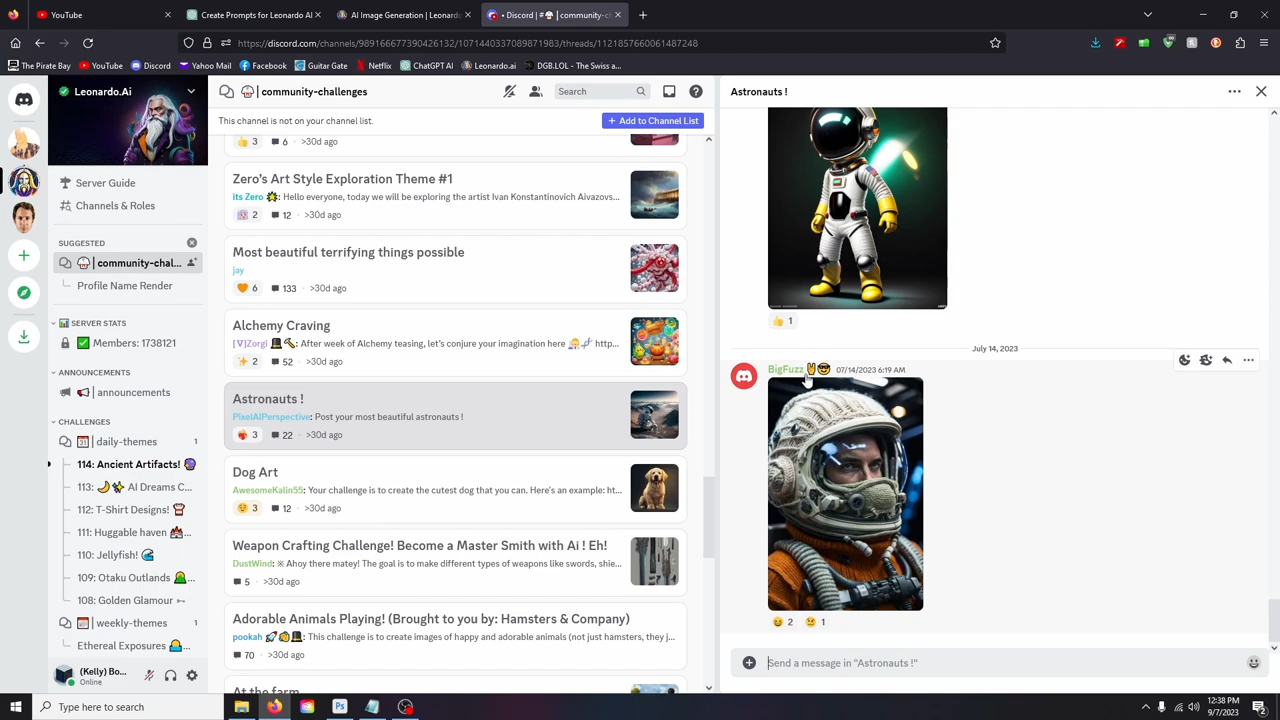 YouTube
Create Prompts Leonardo AI
AI Image Generation | Leonardo
Discord | # | community-ch
https://discord.com/channels/989166677390426132/1071440337089871983/threads/1121857660061487248
The Pirate Bay
YouTube
Discord
Yahoo Mail
Facebook
Guitar Gate
Netflix
ChatGPT AI
Leonardo.ai
DGB.LOL - The Swiss a...
Leonardo.Ai
Server Guide
Channels & Roles
SUGGESTED
| community-chal...
Profile Name Render
SERVER STATS
Members: 1738121
ANNOUNCEMENTS
| announcements
CHALLENGES
| daily-themes 1
114: Ancient Artifacts!
113: AI Dreams C...
112: T-Shirt Designs!
111: Huggable haven ...
110: Jellyfish!
109: Otaku Outlands ...
108: Golden Glamour
| weekly-themes 1
Ethereal Exposures ...
(Kelly) Bo...
Online
| community-challenges
Search
This channel is not on your channel list.
+ Add to Channel List
3 6 · >30d ago
Zero's Art Style Exploration Theme #1
its Zero : Hello everyone, today we will be exploring the artist Ivan Konstantinovich Aivazovs...
2 12 · >30d ago
Most beautiful terrifying things possible
jay
6 133 · >30d ago
Alchemy Craving
[V]Zorgi : After week of Alchemy teasing, let's conjure your imagination here http...
2 52 · >30d ago
Astronauts !
PixelAIPerspective: Post your most beautiful astronauts !
3 22 · >30d ago
Dog Art
AwesomeKalin55: Your challenge is to create the cutest dog that you can. Here's an example: ht...
3 12 · >30d ago
Weapon Crafting Challenge! Become a Master Smith with Ai ! Eh!
DustWind: ※ Ahoy there matey! The goal is to make different types of weapons like swords, shie...
5 · >30d ago
Adorable Animals Playing! (Brought to you by: Hamsters & Company)
pookah : This challenge is to create images of happy and adorable animals (not just hamsters, they j...
70 · >30d ago
At the farm
Astronauts !
1
July 14, 2023
BigFuzz 07/14/2023 6:19 AM
2 1
Send a message in "Astronauts !"
Type here to search
12:38 PM
9/7/2023
2